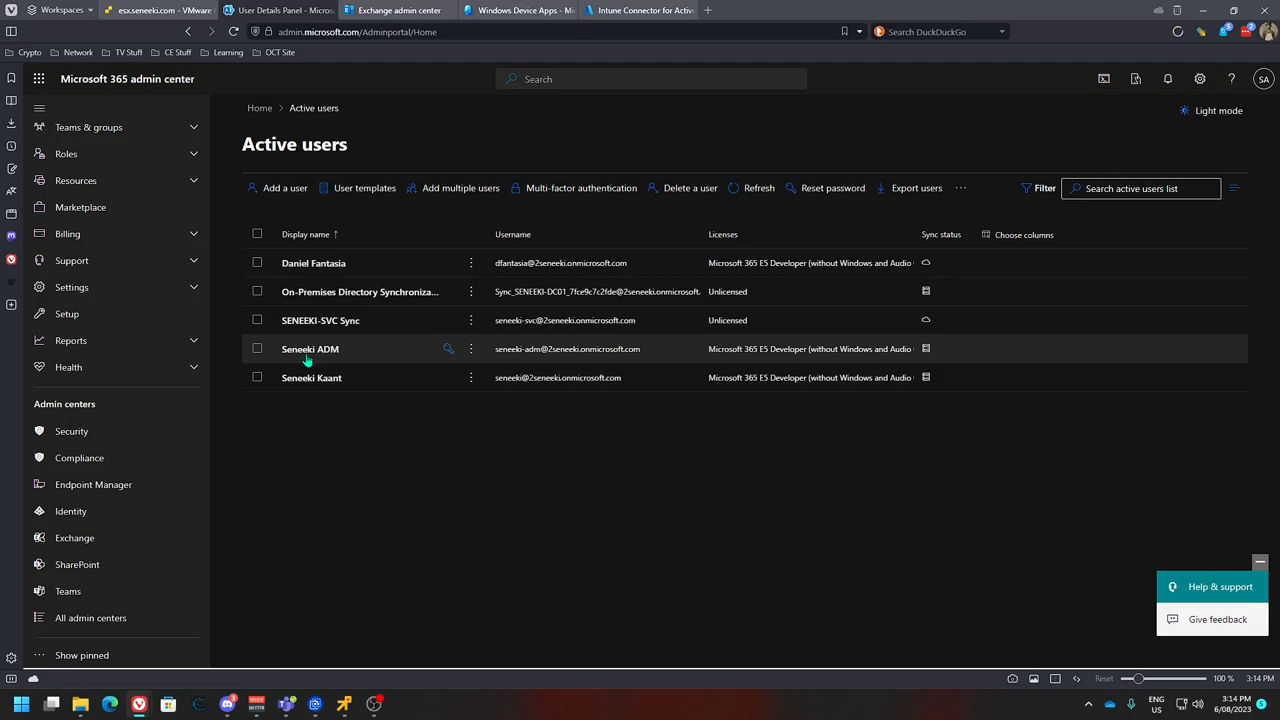 Workspaces
esx.seneeki.com - VMware
User Details Panel - Micros
Exchange admin center
Windows Device Apps - M
Intune Connector for Activ
admin.microsoft.com/Adminportal/Home
Search DuckDuckGo
5
2
Crypto
Network
TV Stuff
CE Stuff
Learning
OCT Site
Microsoft 365 admin center
Search
SA
Teams & groups
Roles
Resources
Marketplace
Billing
Support
Settings
Setup
Reports
Health
Admin centers
Security
Compliance
Endpoint Manager
Identity
Exchange
SharePoint
Teams
All admin centers
Show pinned
Home > Active users
Light mode
Active users
Add a user
User templates
Add multiple users
Multi-factor authentication
Delete a user
Refresh
Reset password
Export users
Filter
Search active users list
Display name ↑
Username
Licenses
Sync status
Choose columns
Daniel Fantasia
dfantasia@2seneeki.onmicrosoft.com
Microsoft 365 E5 Developer (without Windows and Audio
On-Premises Directory Synchroniza...
Sync_SENEEKI-DC01_7fce9c7c2fde@2seneeki.onmicrosoft.
Unlicensed
SENEEKI-SVC Sync
seneeki-svc@2seneeki.onmicrosoft.com
Unlicensed
Seneeki ADM
seneeki-adm@2seneeki.onmicrosoft.com
Microsoft 365 E5 Developer (without Windows and Audio
Seneeki Kaant
seneeki@2seneeki.onmicrosoft.com
Microsoft 365 E5 Developer (without Windows and Audio
Help & support
Give feedback
Reset
100 %
3:14 PM
3
VOICE
MEETER
ENG
US
3:14 PM
6/08/2023
5